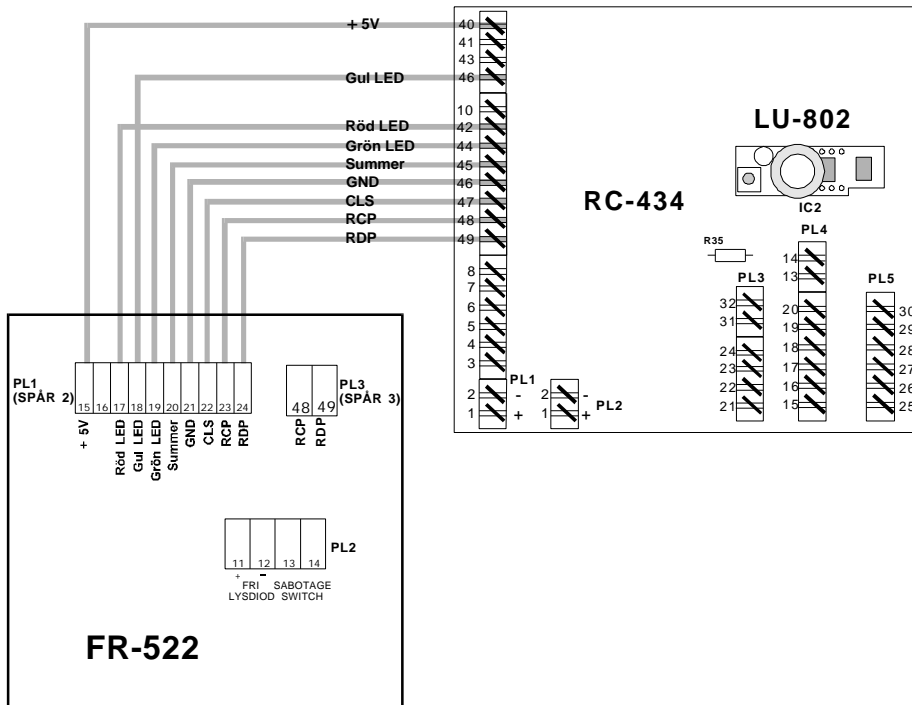 + 5V
Gul LED
Röd LED
Grön LED
Summer
GND
CLS
RCP
RDP
40
41
43
46
10
42
44
45
46
47
48
49
8
7
6
5
4
3
2
1
PL1
-
+
2
1
-
+
PL2
RC-434
LU-802
IC2
R35
PL4
14
13
20
19
18
17
16
15
PL3
32
31
24
23
22
21
PL5
30
29
28
27
26
25
PL1
(SPÅR 2)
15 16 17 18 19 20 21 22 23 24
+ 5V
Röd LED
Gul LED
Grön LED
Summer
GND
CLS
RCP
RDP
48 49
PL3
(SPÅR 3)
RCP
RDP
PL2
11 12 13 14
+ -
FRI SABOTAGE
LYSDIOD SWITCH
FR-522